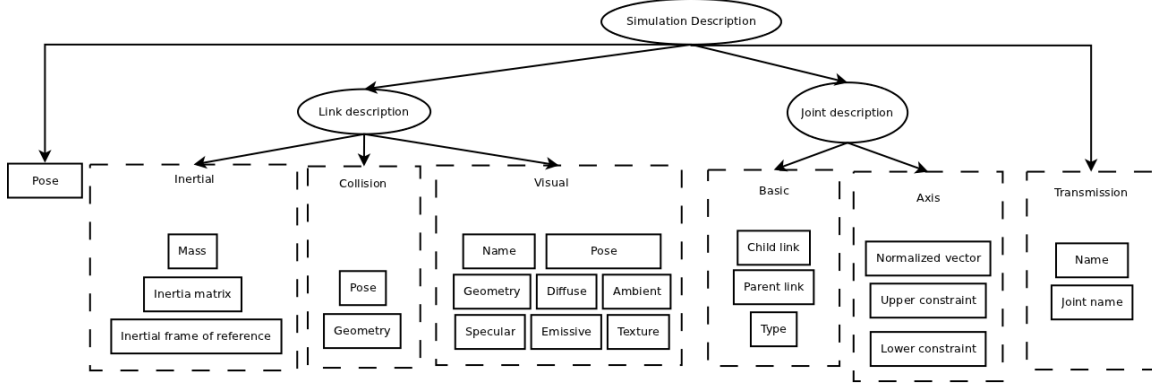 Simulation Description
Link description
Joint description
Pose
Inertial
Mass
Inertia matrix
Inertial frame of reference
Collision
Pose
Geometry
Visual
Name
Pose
Geometry
Diffuse
Ambient
Specular
Emissive
Texture
Basic
Child link
Parent link
Type
Axis
Normalized vector
Upper constraint
Lower constraint
Transmission
Name
Joint name